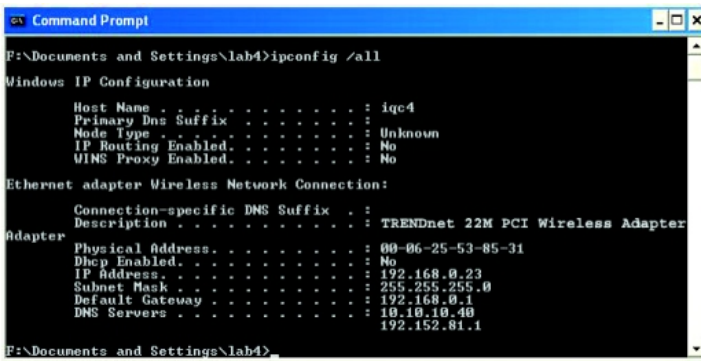 Command Prompt
F:\Documents and Settings\lab4>ipconfig /all
Windows IP Configuration
Host Name . . . . . . . . . . . . : iqc4
Primary Dns Suffix . . . . . . . :
Node Type . . . . . . . . . . . . : Unknown
IP Routing Enabled. . . . . . . . : No
WINS Proxy Enabled. . . . . . . . : No
Ethernet adapter Wireless Network Connection:
Connection-specific DNS Suffix . :
Description . . . . . . . . . . . : TRENDnet 22M PCI Wireless Adapter
Adapter
Physical Address. . . . . . . . . : 00-06-25-53-85-31
Dhcp Enabled. . . . . . . . . . . : No
IP Address. . . . . . . . . . . . : 192.168.0.23
Subnet Mask . . . . . . . . . . . : 255.255.255.0
Default Gateway . . . . . . . . . : 192.168.0.1
DNS Servers . . . . . . . . . . . : 10.10.10.40
192.152.81.1
F:\Documents and Settings\lab4>_